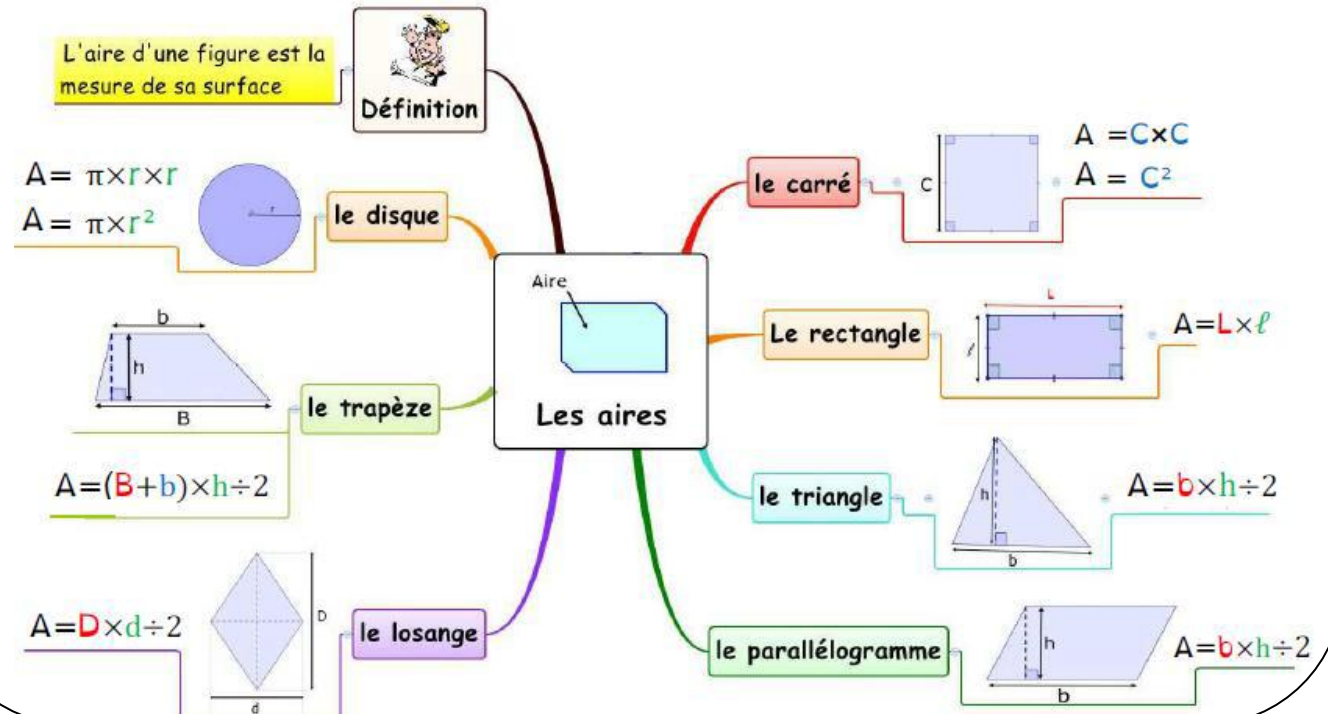 L'aire d'une figure est la
mesure de sa surface
Définition
A= π×r×r
A= π×r²
r
le disque
b
h
B
le trapèze
A=(B+b)×h÷2
A=D×d÷2
D
d
le losange
Aire
Les aires
le carré
C
A =C×C
A = C²
Le rectangle
L
ℓ
A=L×ℓ
le triangle
h
b
A=b×h÷2
le parallélogramme
h
b
A=b×h÷2